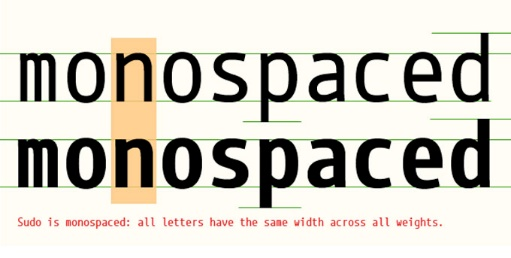 monospaced
monospaced
Sudo is monospaced: all letters have the same width across all weights.